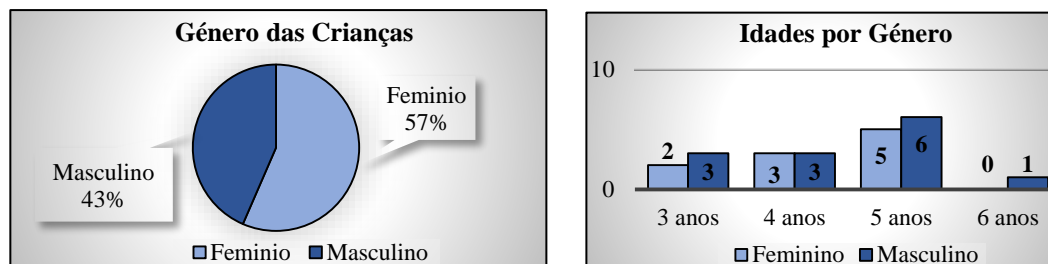 Género das Crianças
Feminio
57%
Masculino
43%
Feminio Masculino
Idades por Género
10
0
2 3 3 3 5 6 0 1
3 anos 4 anos 5 anos 6 anos
Feminino Masculino